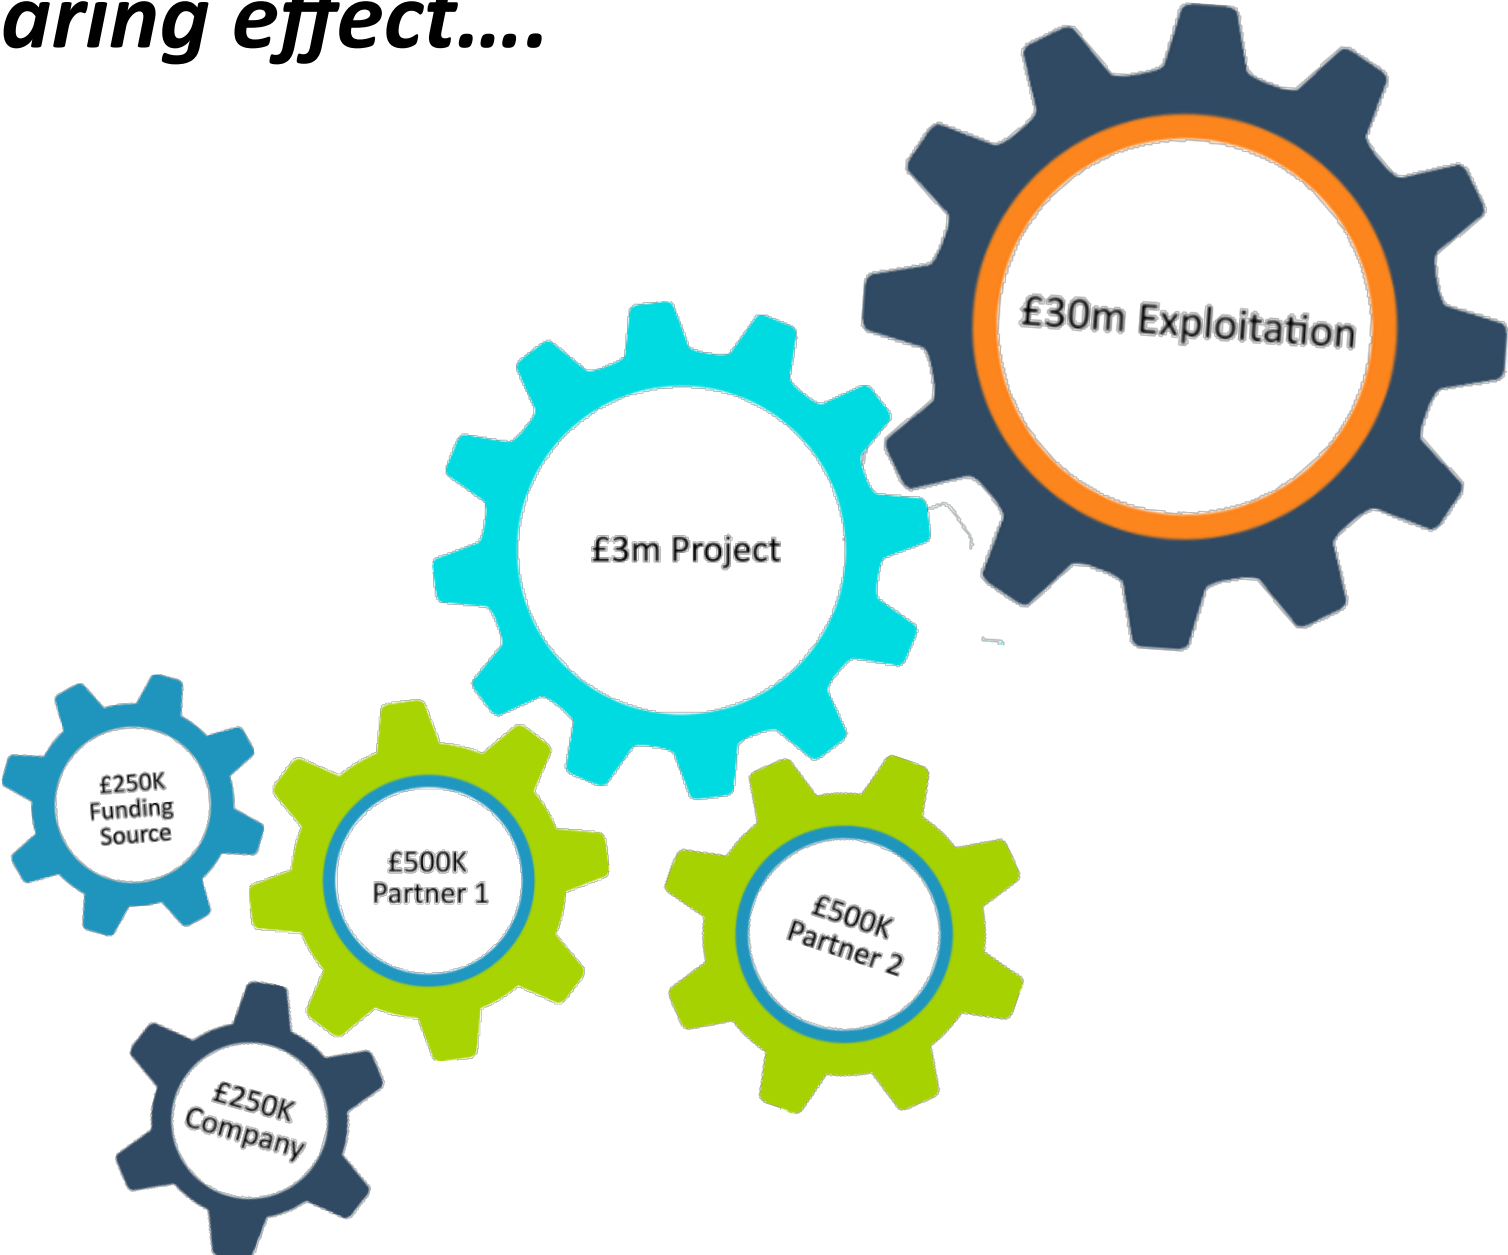 aring effect....
£30m Exploitation
£3m Project
£250K
Funding
Source
£500K
Partner 1
£500K
Partner 2
£250K
Company